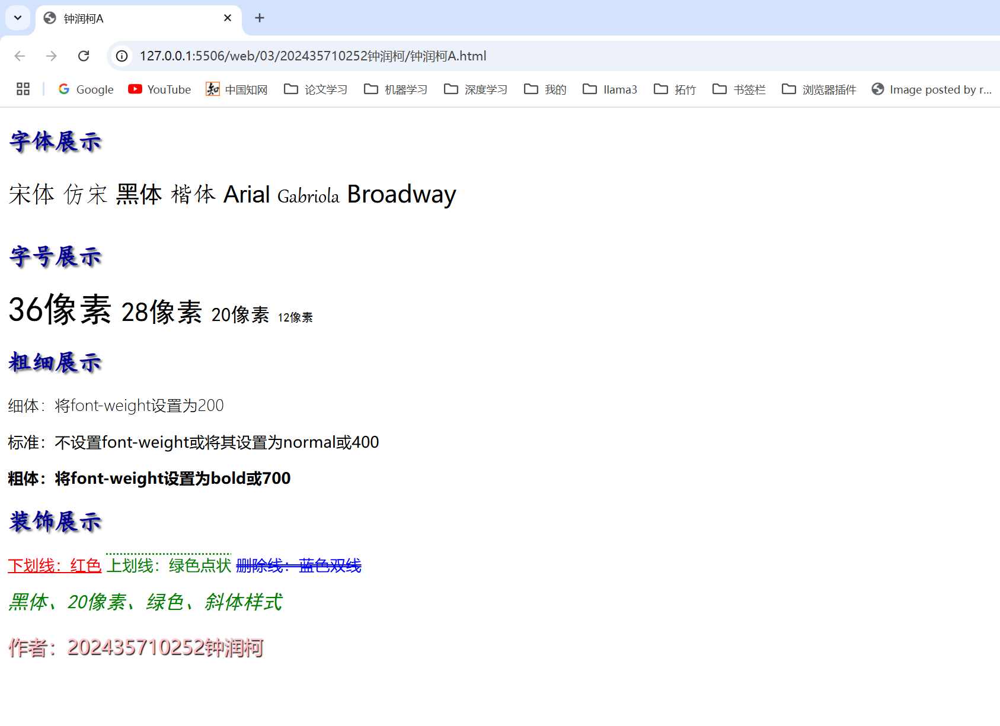 钟润柯A
127.0.0.1:5506/web/03/202435710252钟润柯/钟润柯A.html
Google YouTube 中国知网 论文学习 机器学习 深度学习 我的 llama3 拓竹 书签栏 浏览器插件 Image posted by r...
字体展示
宋体 仿宋 黑体 楷体 Arial Gabriola Broadway
字号展示
36像素 28像素 20像素 12像素
粗细展示
细体：将font-weight设置为200
标准：不设置font-weight或将其设置为normal或400
粗体：将font-weight设置为bold或700
装饰展示
下划线：红色 上划线：绿色点状 删除线：蓝色双线
黑体、20像素、绿色、斜体样式
作者：202435710252钟润柯